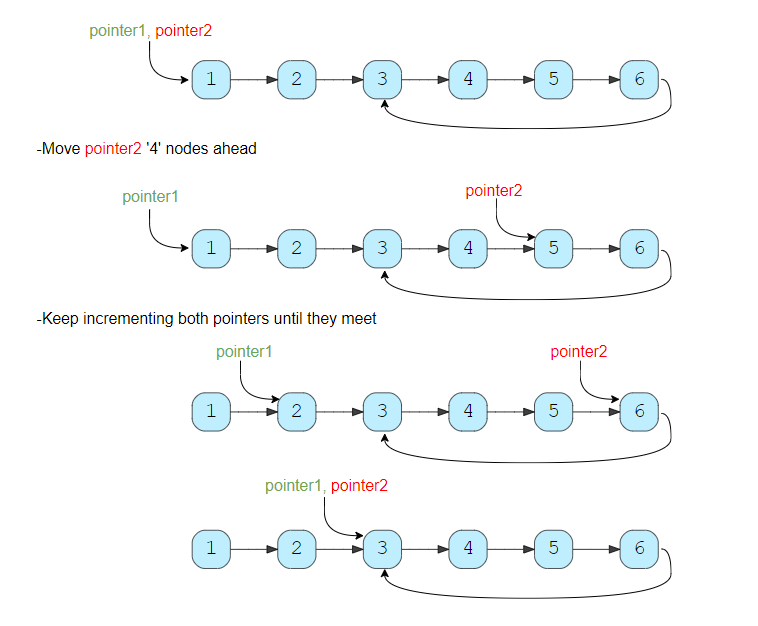 pointer1, pointer2
1 2 3 4 5 6
-Move pointer2 '4' nodes ahead
pointer1 pointer2
1 2 3 4 5 6
-Keep incrementing both pointers until they meet
pointer1 pointer2
1 2 3 4 5 6
pointer1, pointer2
1 2 3 4 5 6